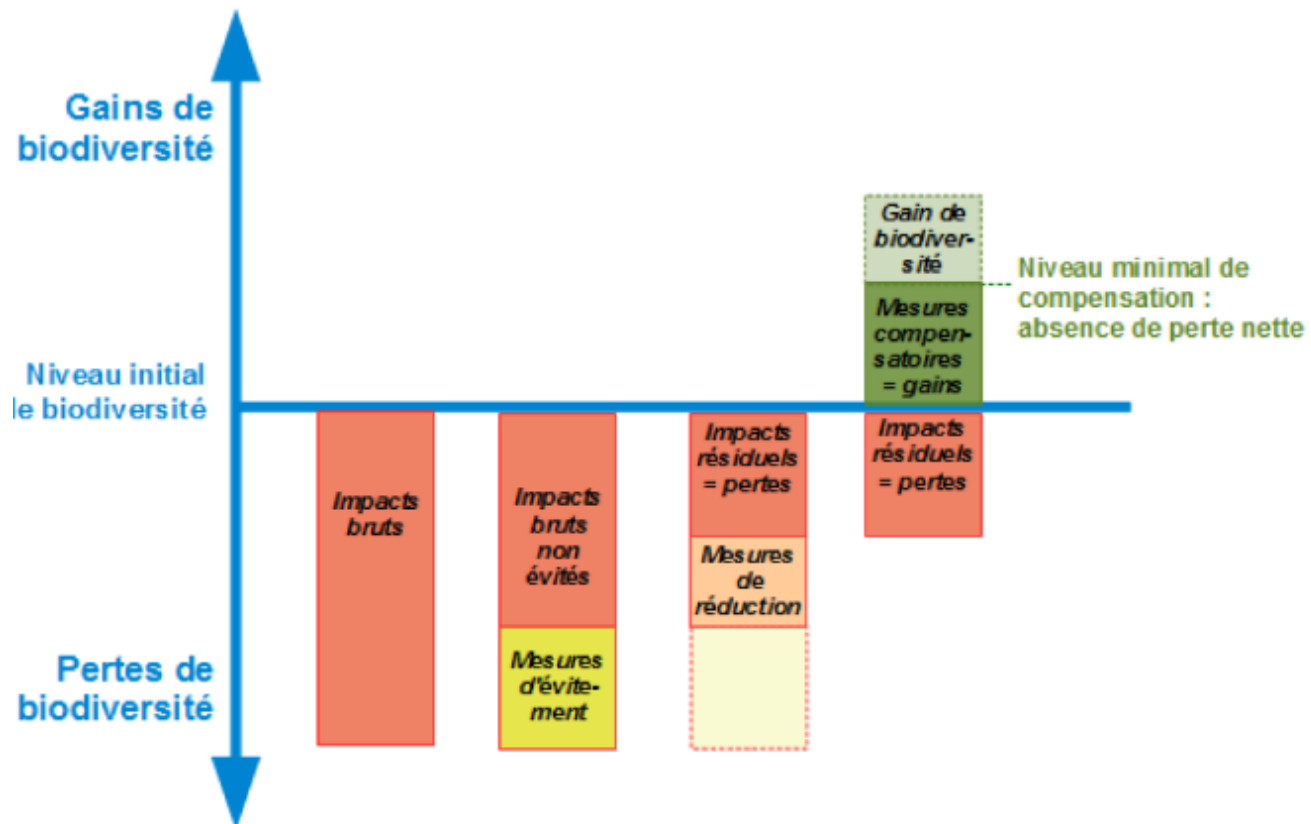 Gains de
biodiversité
Gain de
biodiver-
sité
Niveau minimal de
compensation :
absence de perte nette
Mesures
compen-
satoires
= gains
Niveau initial
de biodiversité
Impacts
bruts
Impacts
bruts
non
évités
Mesures
d'évite-
ment
Impacts
résiduels
= pertes
Mesures
de
réduction
Impacts
résiduels
= pertes
Pertes de
biodiversité